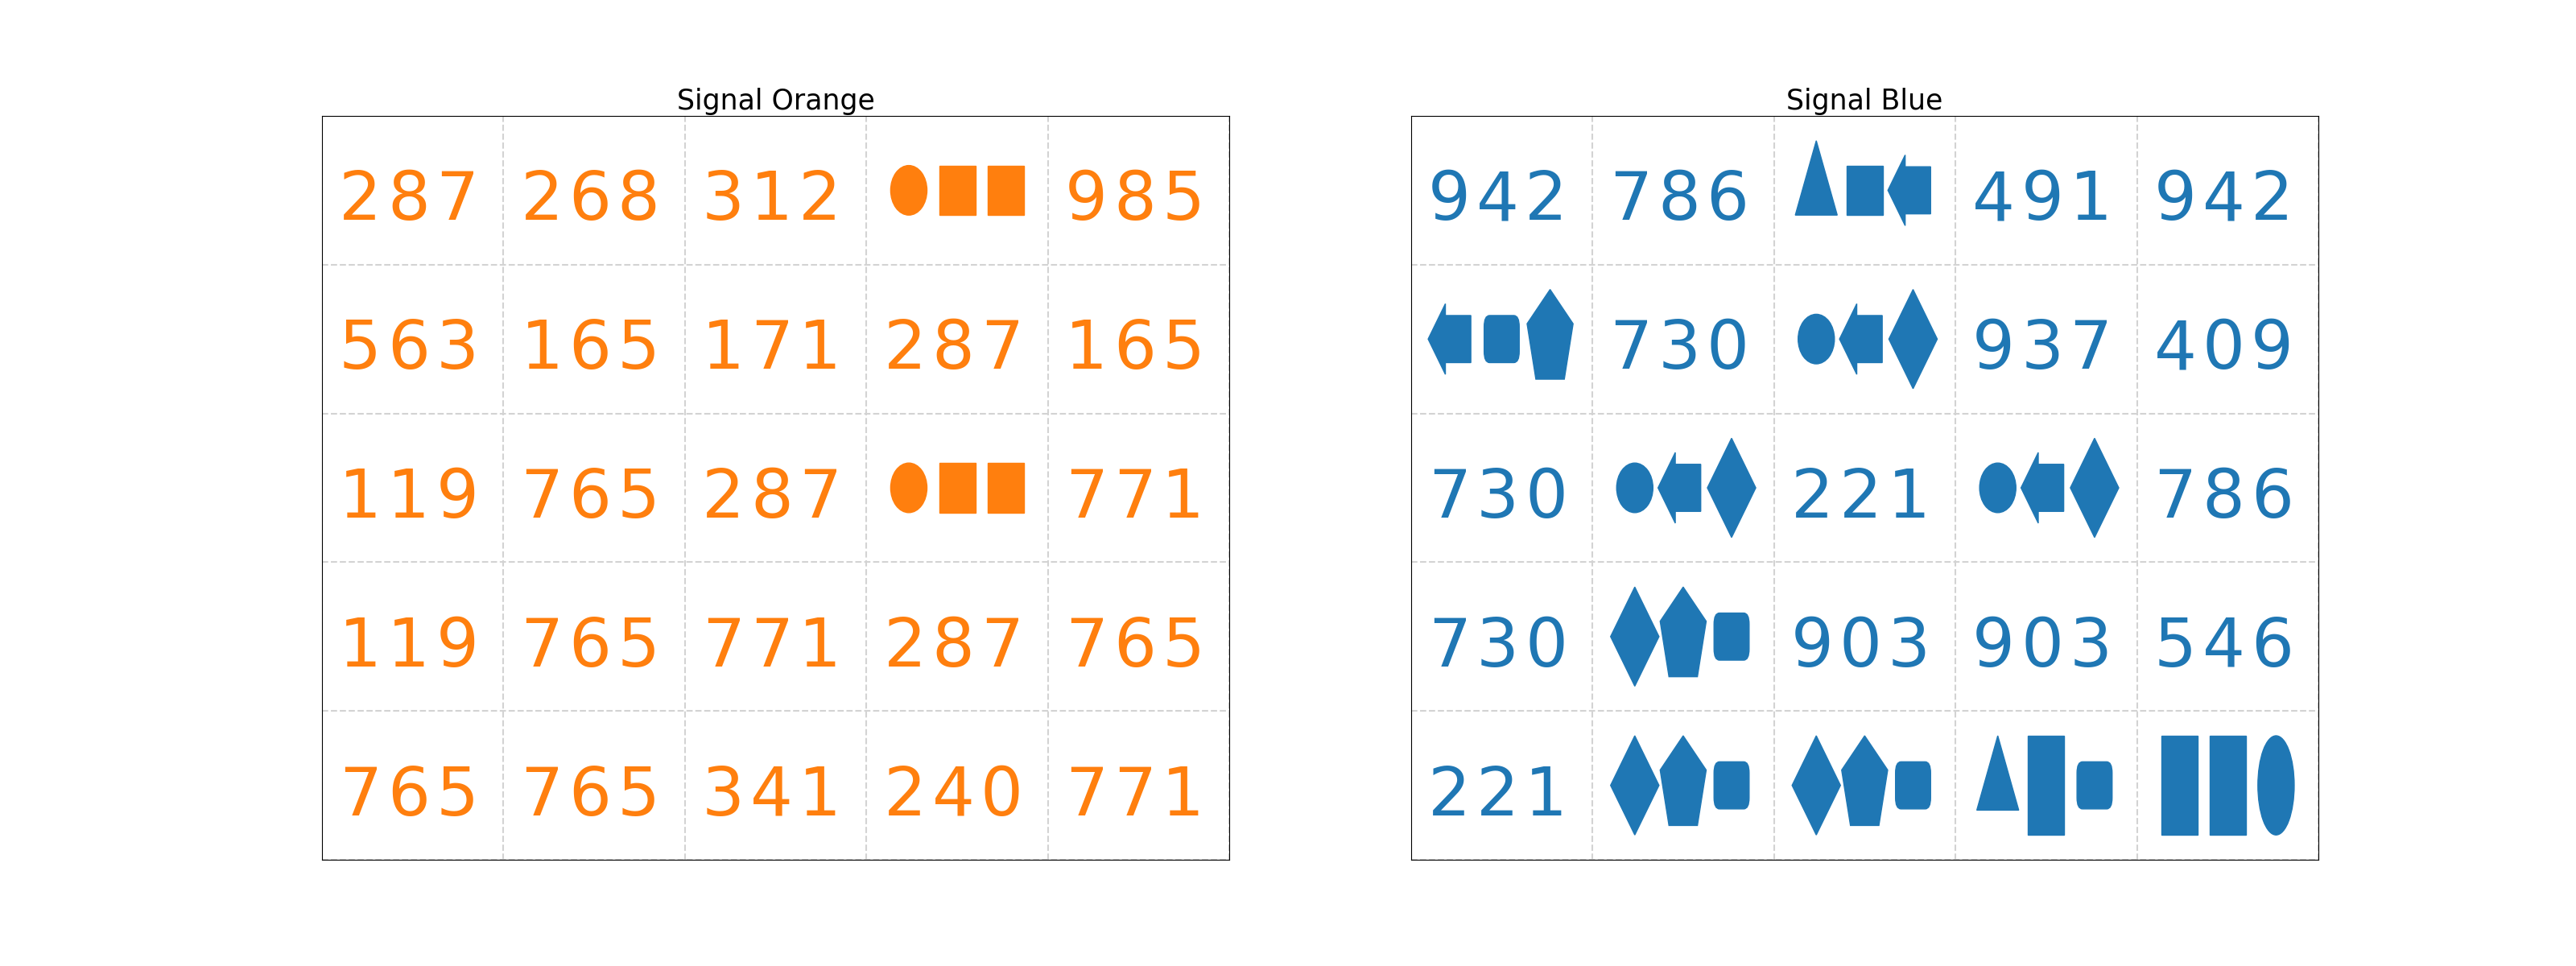 Signal Orange
287 268 312 985
563 165 171 287 165
119 765 287 771
119 765 771 287 765
765 765 341 240 771
Signal Blue
942 786 491 942
730 937 409
730 221 786
730 903 903 546
221